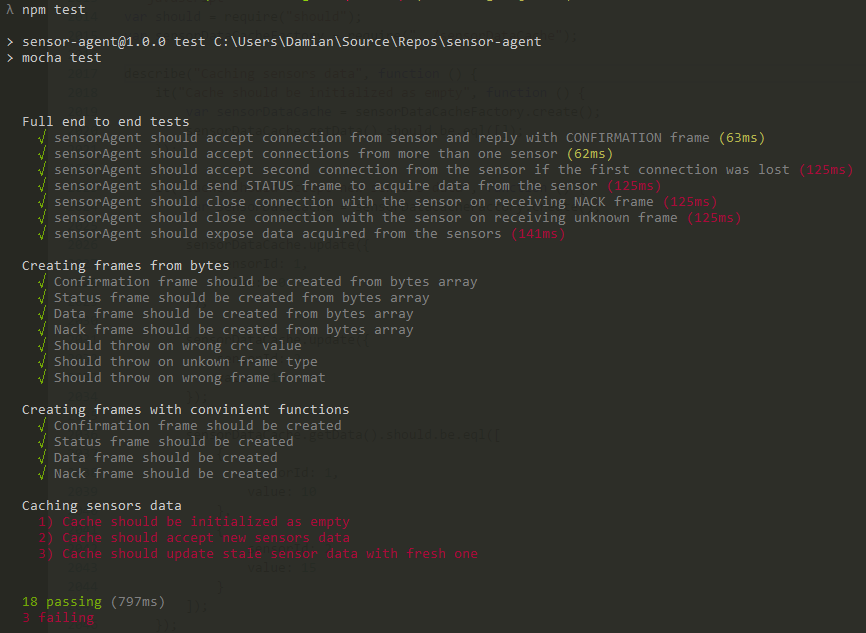 λ npm test
> sensor-agent@1.0.0 test C:\Users\Damian\Source\Repos\sensor-agent
> mocha test
Full end to end tests
√ sensorAgent should accept connection from sensor and reply with CONFIRMATION frame (63ms)
√ sensorAgent should accept connections from more than one sensor (62ms)
√ sensorAgent should accept second connection from the sensor if the first connection was lost (125ms)
√ sensorAgent should send STATUS frame to acquire data from the sensor (125ms)
√ sensorAgent should close connection with the sensor on receiving NACK frame (125ms)
√ sensorAgent should close connection with the sensor on receiving unknown frame (125ms)
√ sensorAgent should expose data acquired from the sensors (141ms)
Creating frames from bytes
√ Confirmation frame should be created from bytes array
√ Status frame should be created from bytes array
√ Data frame should be created from bytes array
√ Nack frame should be created from bytes array
√ Should throw on wrong crc value
√ Should throw on unkown frame type
√ Should throw on wrong frame format
Creating frames with convinient functions
√ Confirmation frame should be created
√ Status frame should be created
√ Data frame should be created
√ Nack frame should be created
Caching sensors data
1) Cache should be initialized as empty
2) Cache should accept new sensors data
3) Cache should update stale sensor data with fresh one
18 passing (797ms)
3 failing